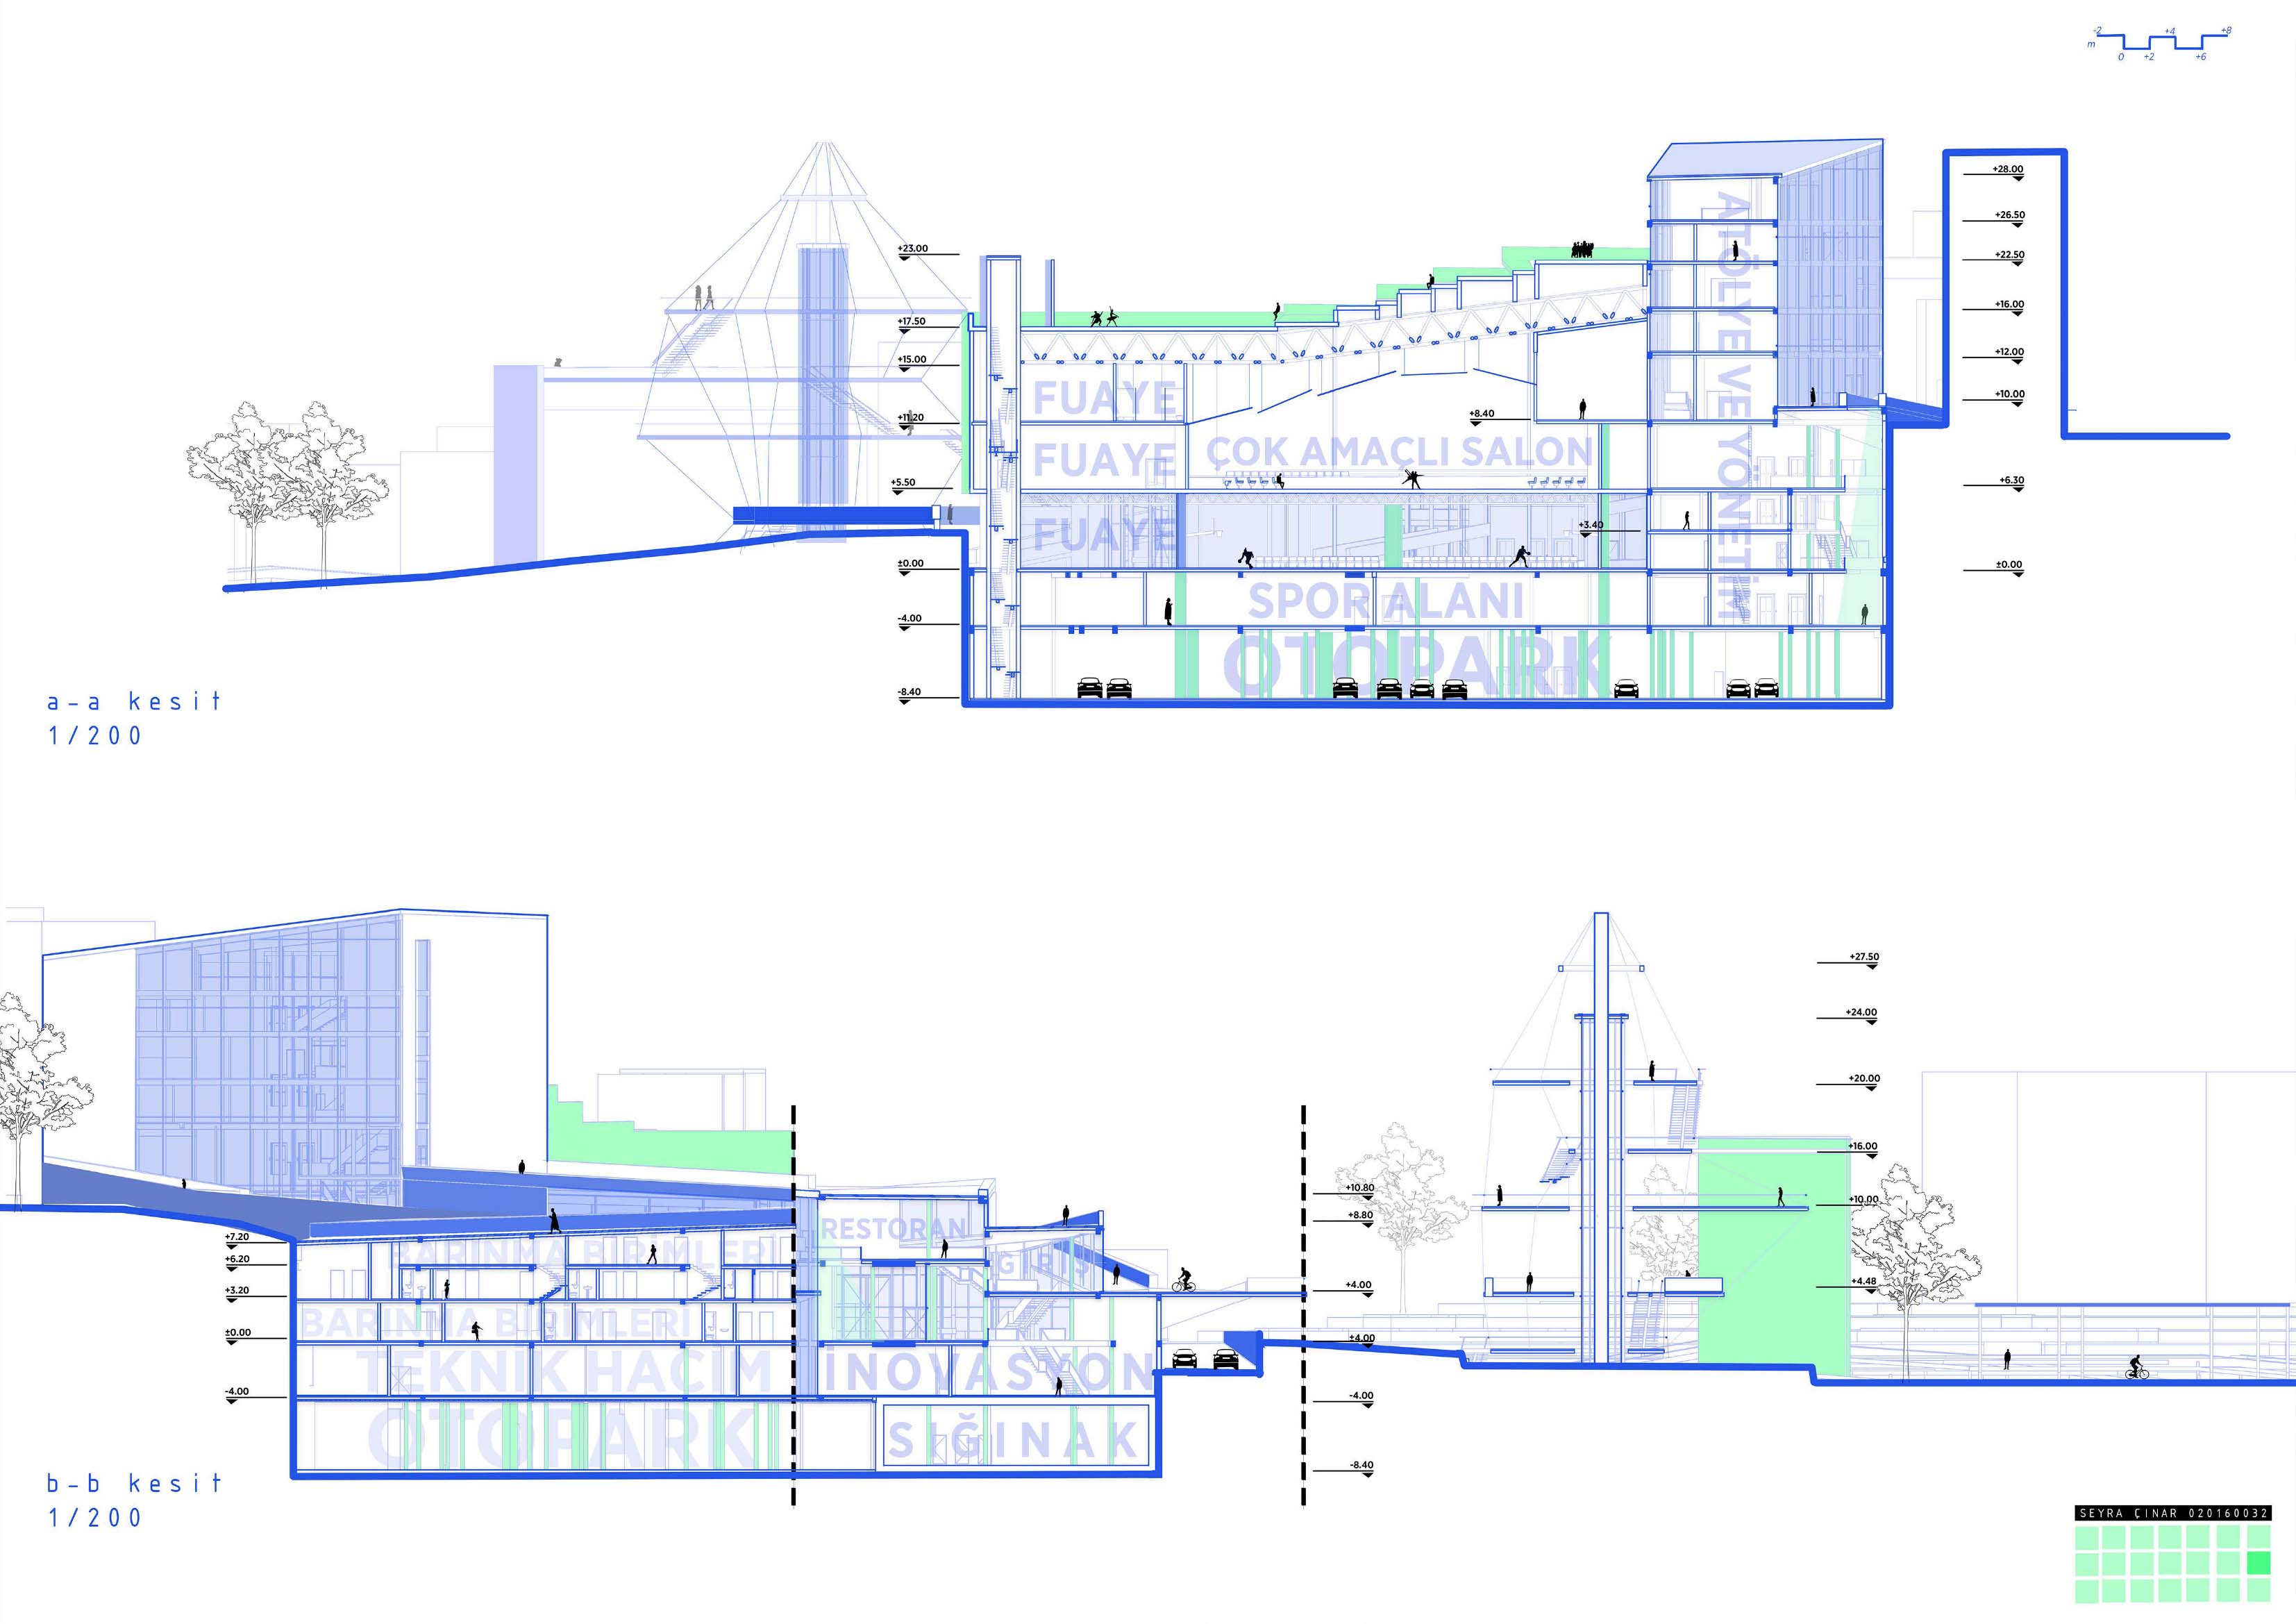 -2 +4 +8
m
0 +2 +6
+28.00
+26.50
+23.00
+22.50
+17.50
+16.00
+15.00
+12.00
+11.20
+10.00
FUAYE
+8.40
ÇOK AMAÇLI SALON
FUAYE
+5.50
+6.30
FUAYE
+3.40
ATÖLYE VE YÖNETİM
±0.00
±0.00
SPOR ALANI
-4.00
OTOPARK
-8.40
a-a kesit
1/200
+27.50
+24.00
+20.00
+16.00
+10.80
+10.00
+8.80
RESTORAN
+7.20
BARINMA BİRİMLERİ
GİRİŞ
+6.20
+3.20
+4.00
+4.48
BARINMA BİRİMLERİ
±0.00
±4.00
TEKNİK HACİM
İNOVASYON
-4.00
-4.00
OTOPARK
SIĞINAK
-8.40
b-b kesit
1/200
SEYRA ÇINAR 020160032